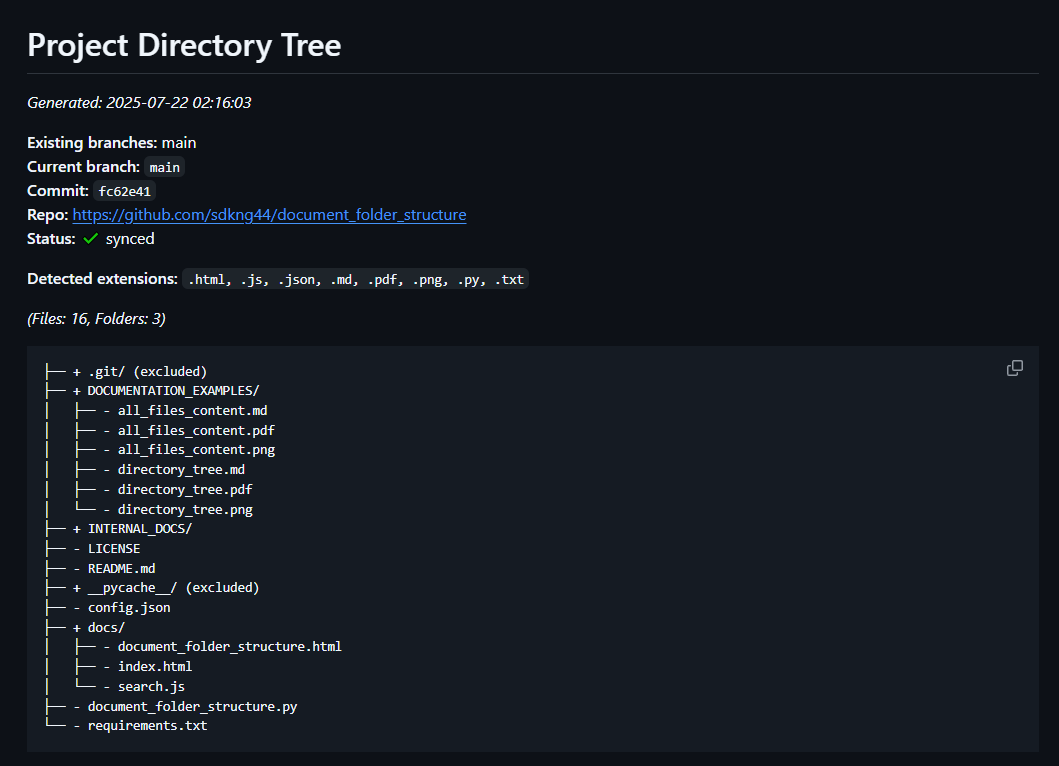 Project Directory Tree
Generated: 2025-07-22 02:16:03
Existing branches: main
Current branch: main
Commit: fc62e41
Repo: https://github.com/sdkng44/document_folder_structure
Status: ✓ synced
Detected extensions: .html, .js, .json, .md, .pdf, .png, .py, .txt
(Files: 16, Folders: 3)
├── + .git/ (excluded)
├── + DOCUMENTATION_EXAMPLES/
│   ├── - all_files_content.md
│   ├── - all_files_content.pdf
│   ├── - all_files_content.png
│   ├── - directory_tree.md
│   ├── - directory_tree.pdf
│   └── - directory_tree.png
├── + INTERNAL_DOCS/
├── - LICENSE
├── - README.md
├── + __pycache__/ (excluded)
├── - config.json
├── + docs/
│   ├── - document_folder_structure.html
│   ├── - index.html
│   └── - search.js
├── - document_folder_structure.py
└── - requirements.txt